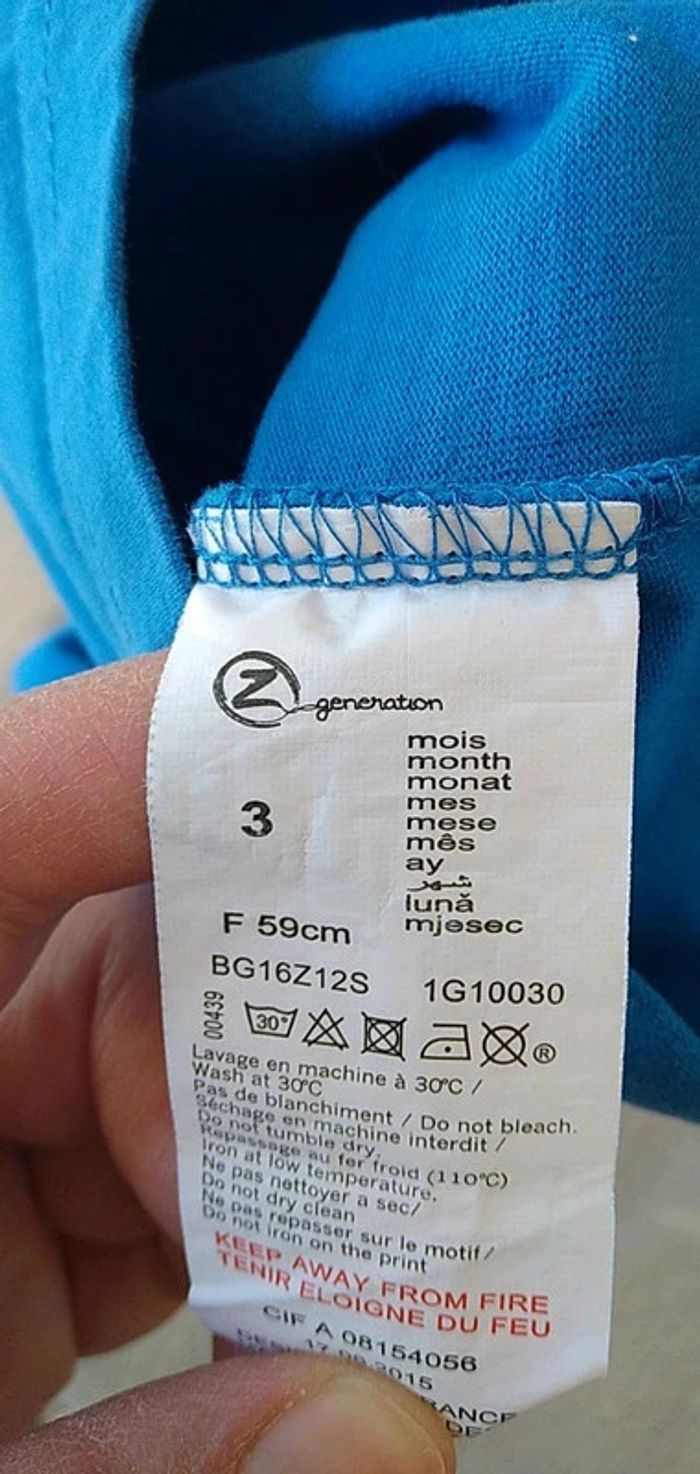 Z generation
3
mois
month
monat
mes
mese
mês
ay
شهر
lună
mjesec
F 59cm
BG16Z12S 1G10030
00439
30°
®
Lavage en machine à 30°C /
Wash at 30°C
Pas de blanchiment / Do not bleach.
Séchage en machine interdit /
Do not tumble dry,
Repassage au fer froid (110°C)
Iron at low temperature,
Ne pas nettoyer a sec/
Do not dry clean
Ne pas repasser sur le motif/
Do not iron on the print
KEEP AWAY FROM FIRE
TENIR ELOIGNE DU FEU
CIF A 08154056
2015